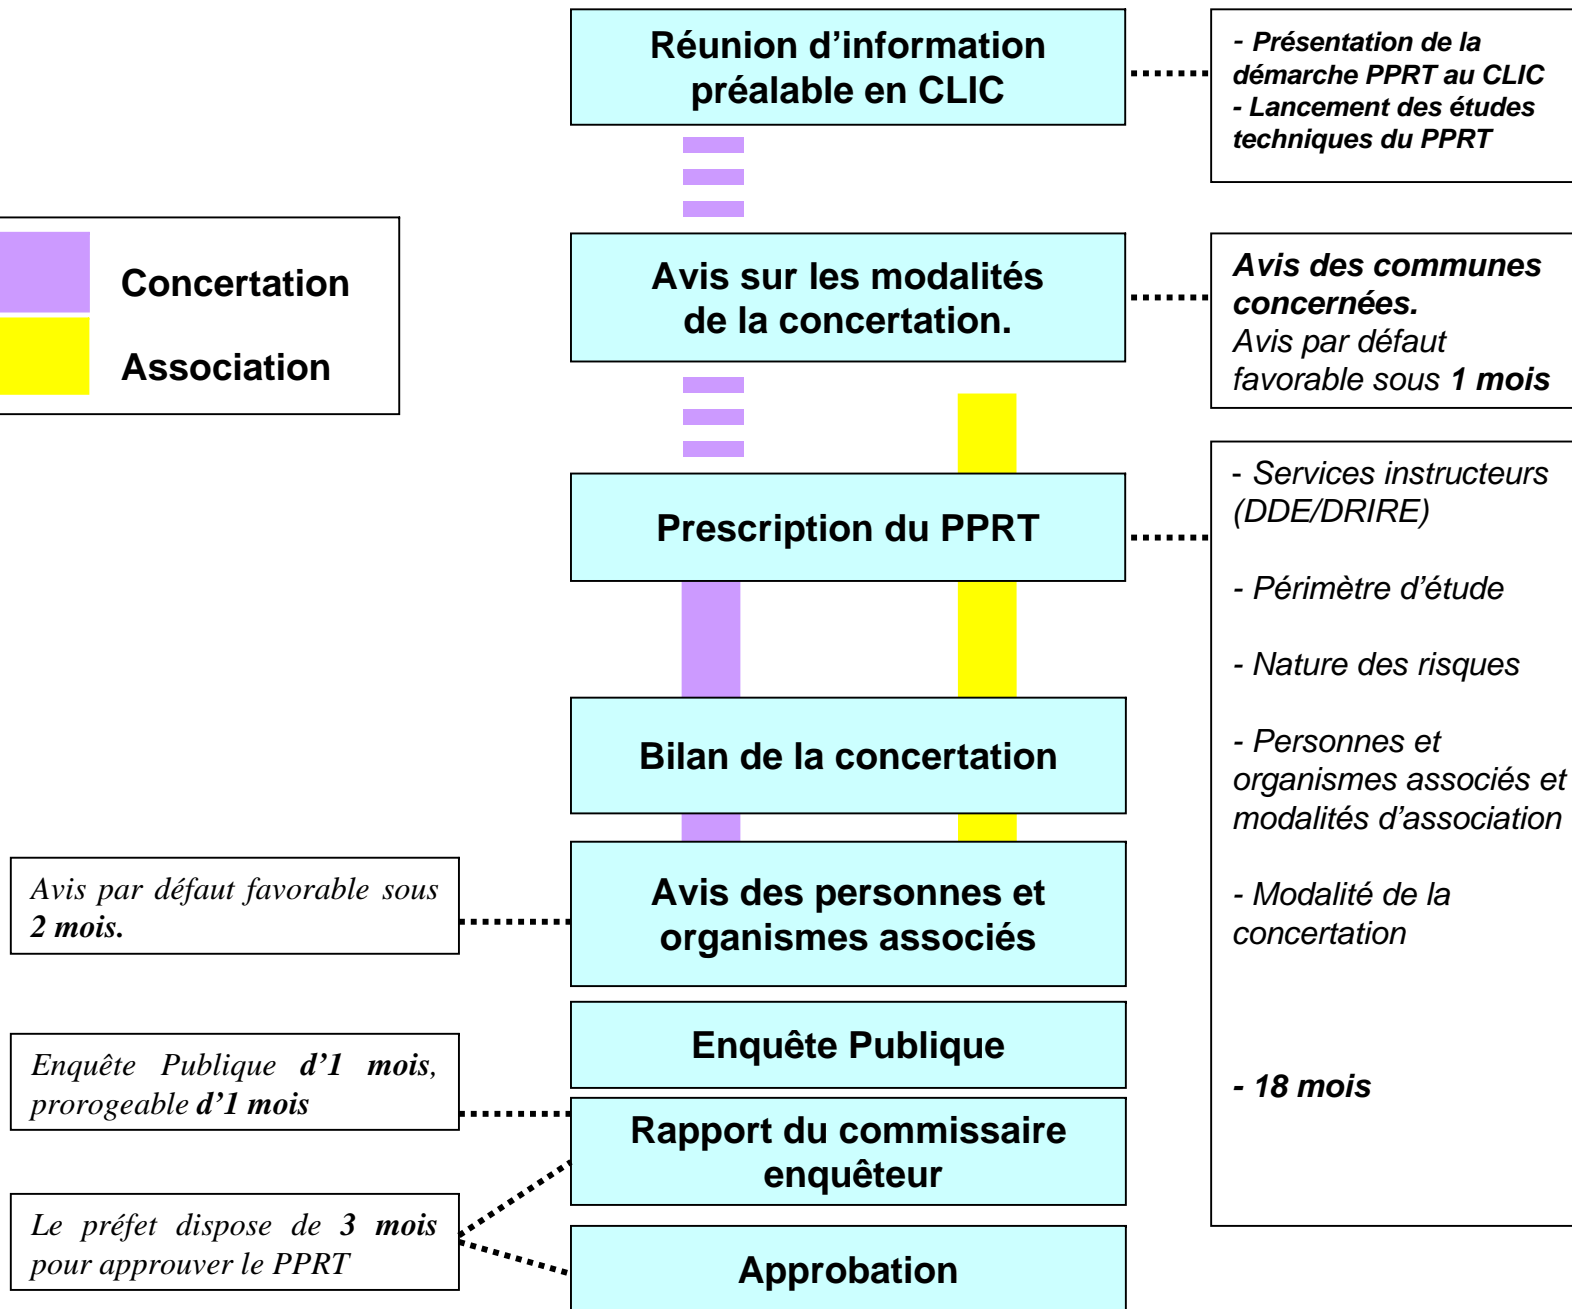 Réunion d’information
préalable en CLIC
- Présentation de la
démarche PPRT au CLIC
- Lancement des études
techniques du PPRT
Concertation
Association
Avis sur les modalités
de la concertation.
Avis des communes
concernées.
Avis par défaut
favorable sous 1 mois
Prescription du PPRT
- Services instructeurs
(DDE/DRIRE)
- Périmètre d’étude
- Nature des risques
- Personnes et
organismes associés et
modalités d’association
- Modalité de la
concertation
- 18 mois
Bilan de la concertation
Avis par défaut favorable sous
2 mois.
Avis des personnes et
organismes associés
Enquête Publique
Enquête Publique d’1 mois,
prorogeable d’1 mois
Rapport du commissaire
enquêteur
Le préfet dispose de 3 mois
pour approuver le PPRT
Approbation